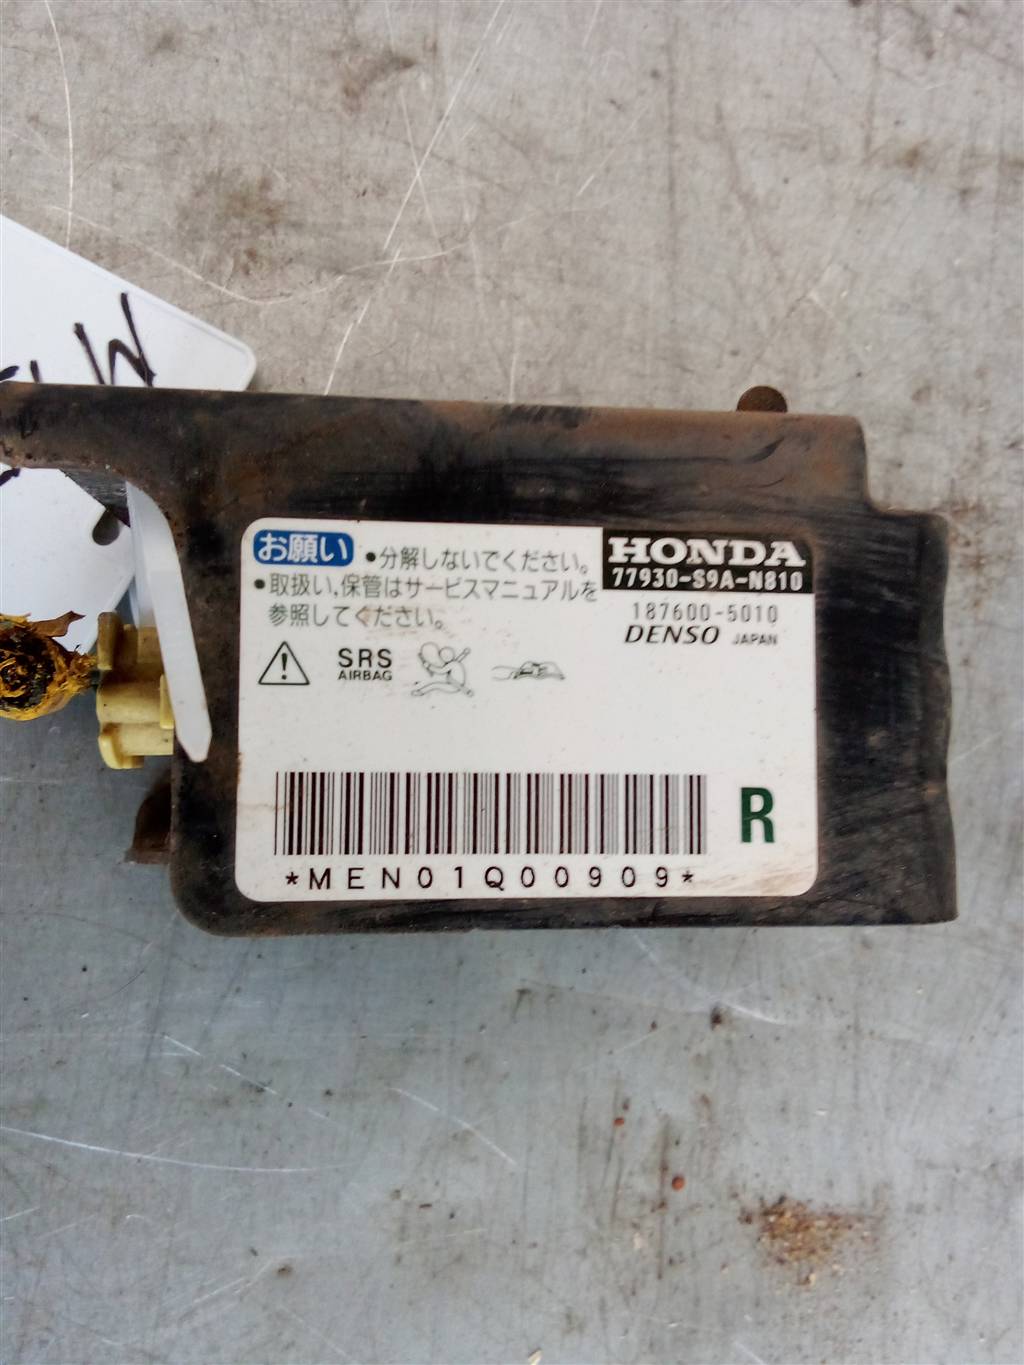 お願い
•分解しないでください。
•取扱い,保管はサービスマニュアルを
参照してください。
HONDA
77930-S9A-N810
187600-5010
DENSO JAPAN
SRS
AIRBAG
R
*MEN01Q00909*